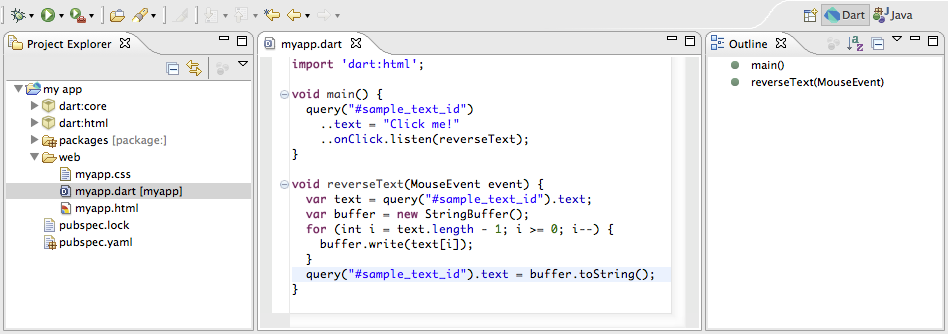 Dart
Java
Project Explorer
my app
dart:core
dart:html
packages [package:]
web
myapp.css
myapp.dart [myapp]
myapp.html
pubspec.lock
pubspec.yaml
myapp.dart
import 'dart:html';
void main() {
query("#sample_text_id")
..text = "Click me!"
..onClick.listen(reverseText);
}
void reverseText(MouseEvent event) {
var text = query("#sample_text_id").text;
var buffer = new StringBuffer();
for (int i = text.length - 1; i >= 0; i--) {
buffer.write(text[i]);
}
query("#sample_text_id").text = buffer.toString();
}
Outline
main()
reverseText(MouseEvent)